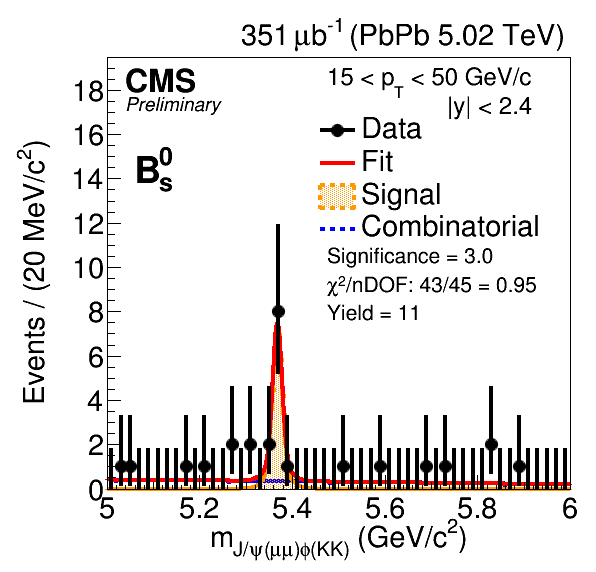 351 μb⁻¹ (PbPb 5.02 TeV)
CMS
Preliminary
B⁰ₛ
15 < p_T < 50 GeV/c
|y| < 2.4
Data
Fit
Signal
Combinatorial
Significance = 3.0
χ²/nDOF: 43/45 = 0.95
Yield = 11
Events / (20 MeV/c²)
18
16
14
12
10
8
6
4
2
0
5 5.2 5.4 5.6 5.8 6
m_J/ψ(μμ)ϕ(KK) (GeV/c²)